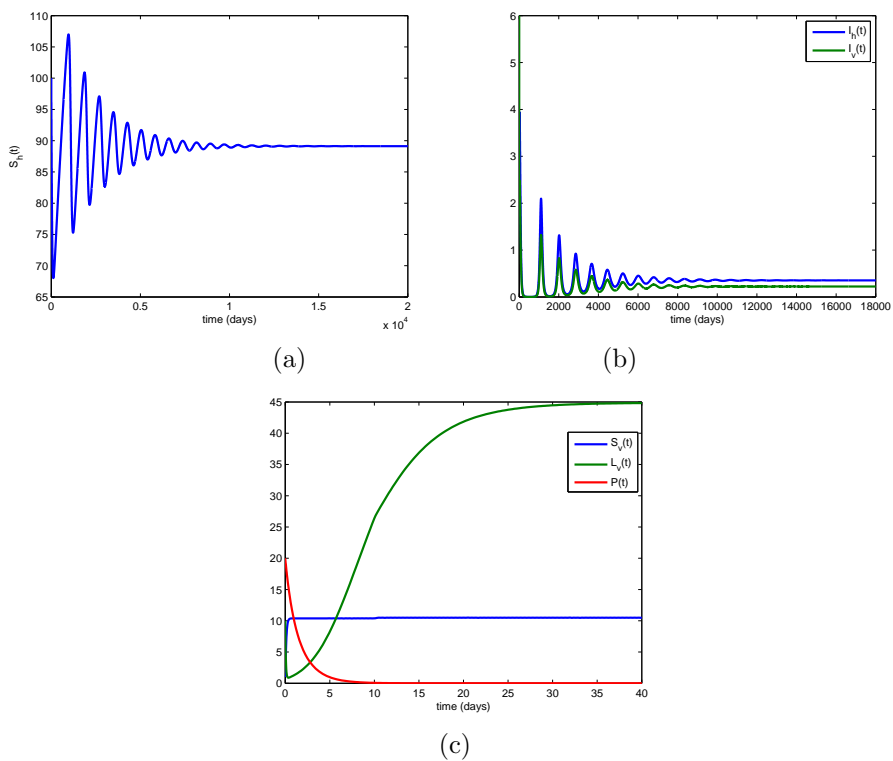 110
105
100
95
90
85
80
75
70
65
S_h(t)
0 0.5 1 1.5 2
time (days)
x 10^4
(a)
6
5
4
3
2
1
0
I_h(t)
I_v(t)
0 2000 4000 6000 8000 10000 12000 14000 16000 18000
time (days)
(b)
45
40
35
30
25
20
15
10
5
0
S_v(t)
L_v(t)
P(t)
0 5 10 15 20 25 30 35 40
time (days)
(c)